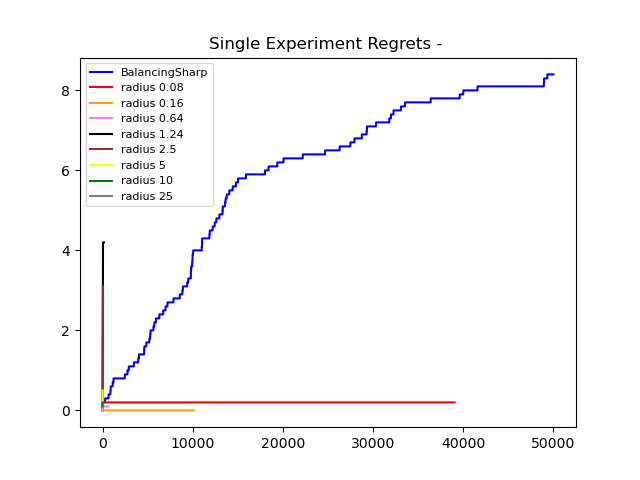 Single Experiment Regrets -
BalancingSharp
radius 0.08
radius 0.16
radius 0.64
radius 1.24
radius 2.5
radius 5
radius 10
radius 25
8
6
4
2
0
0 10000 20000 30000 40000 50000